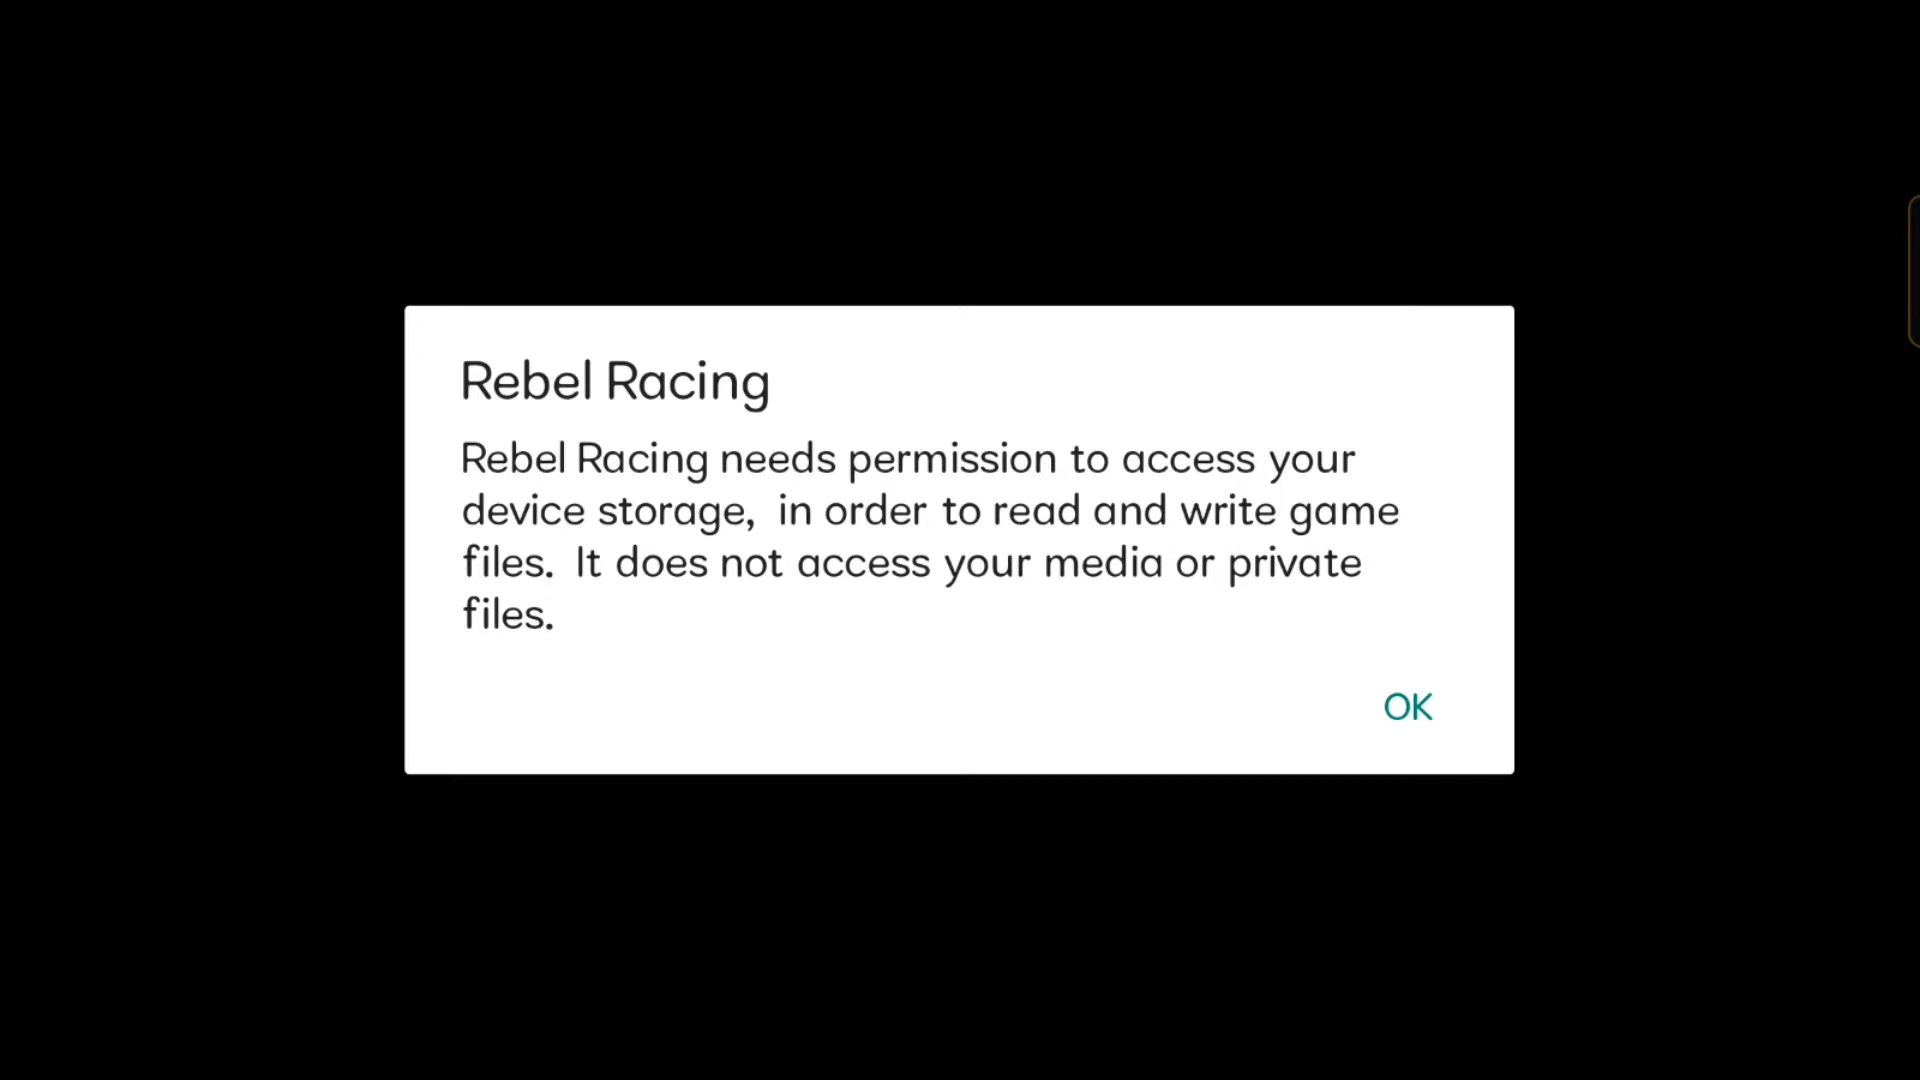 Rebel Racing
Rebel Racing needs permission to access your
device storage,  in order to read and write game
files.  It does not access your media or private
files.
OK